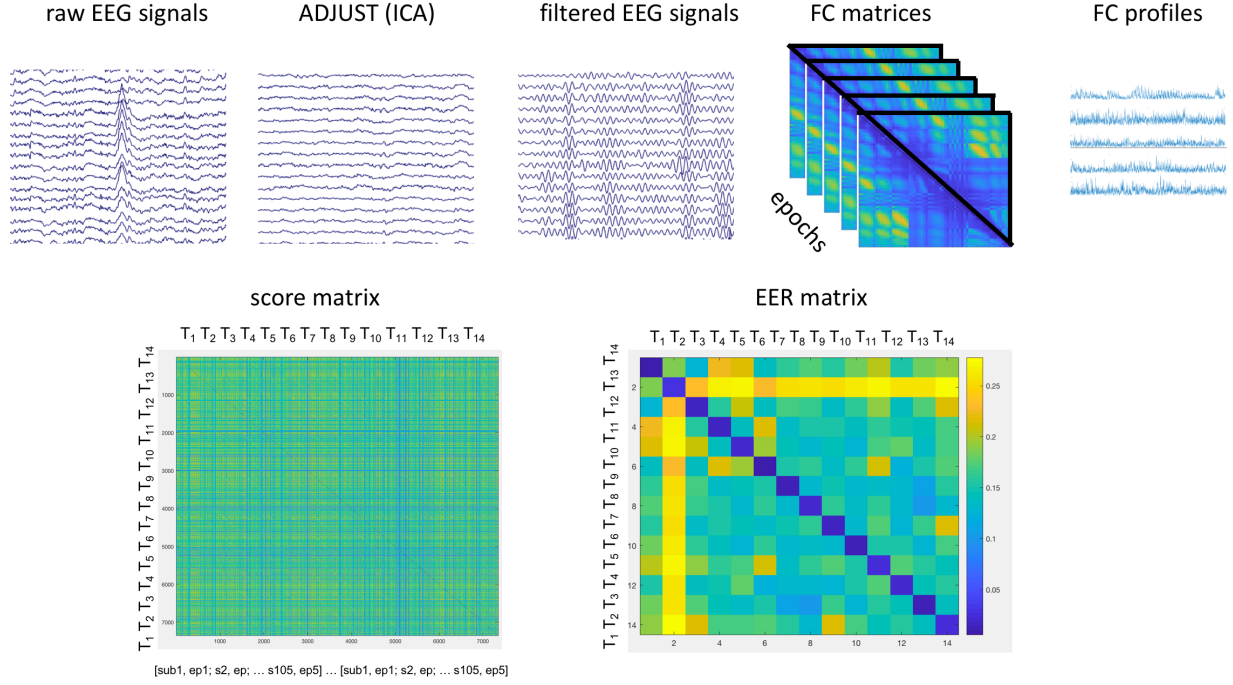 raw EEG signals
ADJUST (ICA)
filtered EEG signals
FC matrices
FC profiles
epochs
score matrix
T1 T2 T3 T4 T5 T6 T7 T8 T9 T10 T11 T12 T13 T14
T14
T13
T12
T11
T10
T9
T8
T7
T6
T5
T4
T3
T2
T1
1000
2000
3000
4000
5000
6000
7000
1000 2000 3000 4000 5000 6000 7000
[sub1, ep1; s2, ep; … s105, ep5] … [sub1, ep1; s2, ep; … s105, ep5]
EER matrix
T1 T2 T3 T4 T5 T6 T7 T8 T9 T10 T11 T12 T13 T14
T14
T13
T12
T11
T10
T9
T8
T7
T6
T5
T4
T3
T2
T1
2
4
6
8
10
12
14
2 4 6 8 10 12 14
0.25
0.2
0.15
0.1
0.05